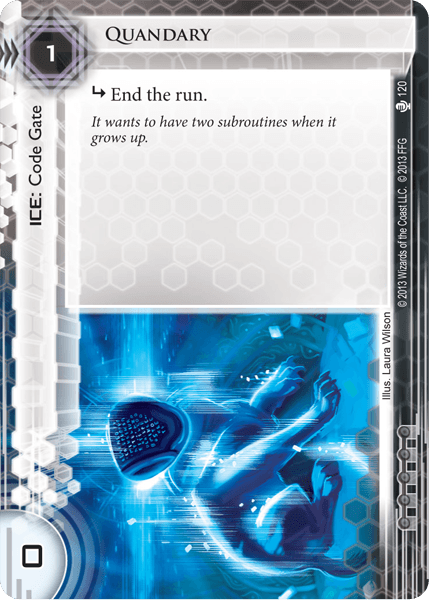 1
QUANDARY
End the run.
It wants to have two subroutines when it
grows up.
ICE: Code Gate
120
© 2013 Wizards of the Coast LLC. © 2013 FFG
Illus. Laura Wilson
0